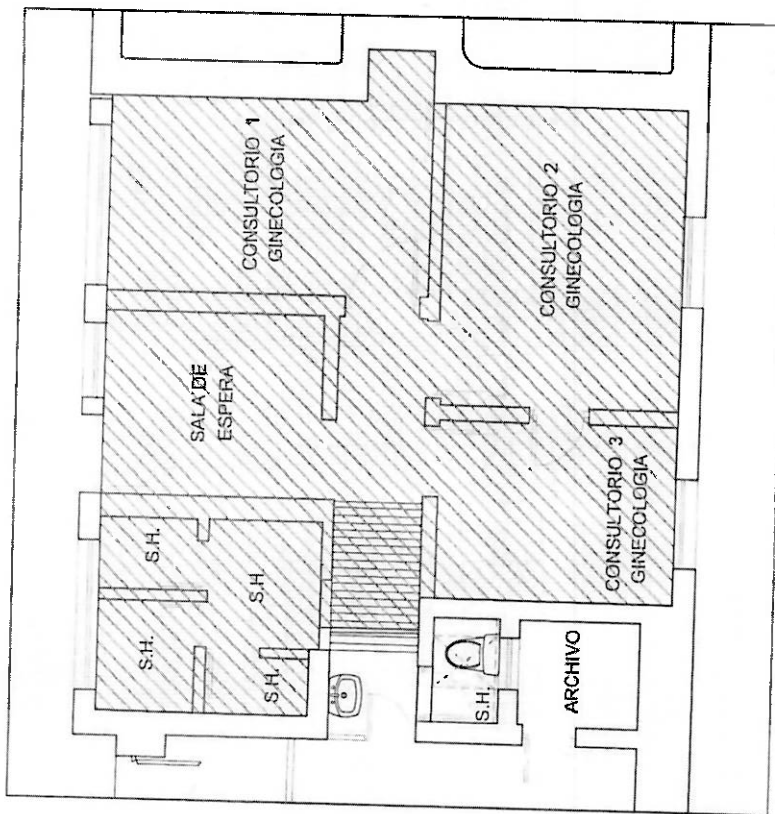 CONSULTORIO 1
GINECOLOGIA
CONSULTORIO 2
GINECOLOGIA
SALA DE
ESPERA
CONSULTORIO 3
GINECOLOGIA
S.H.
S.H.
S.H.
S.H.
S.H.
ARCHIVO